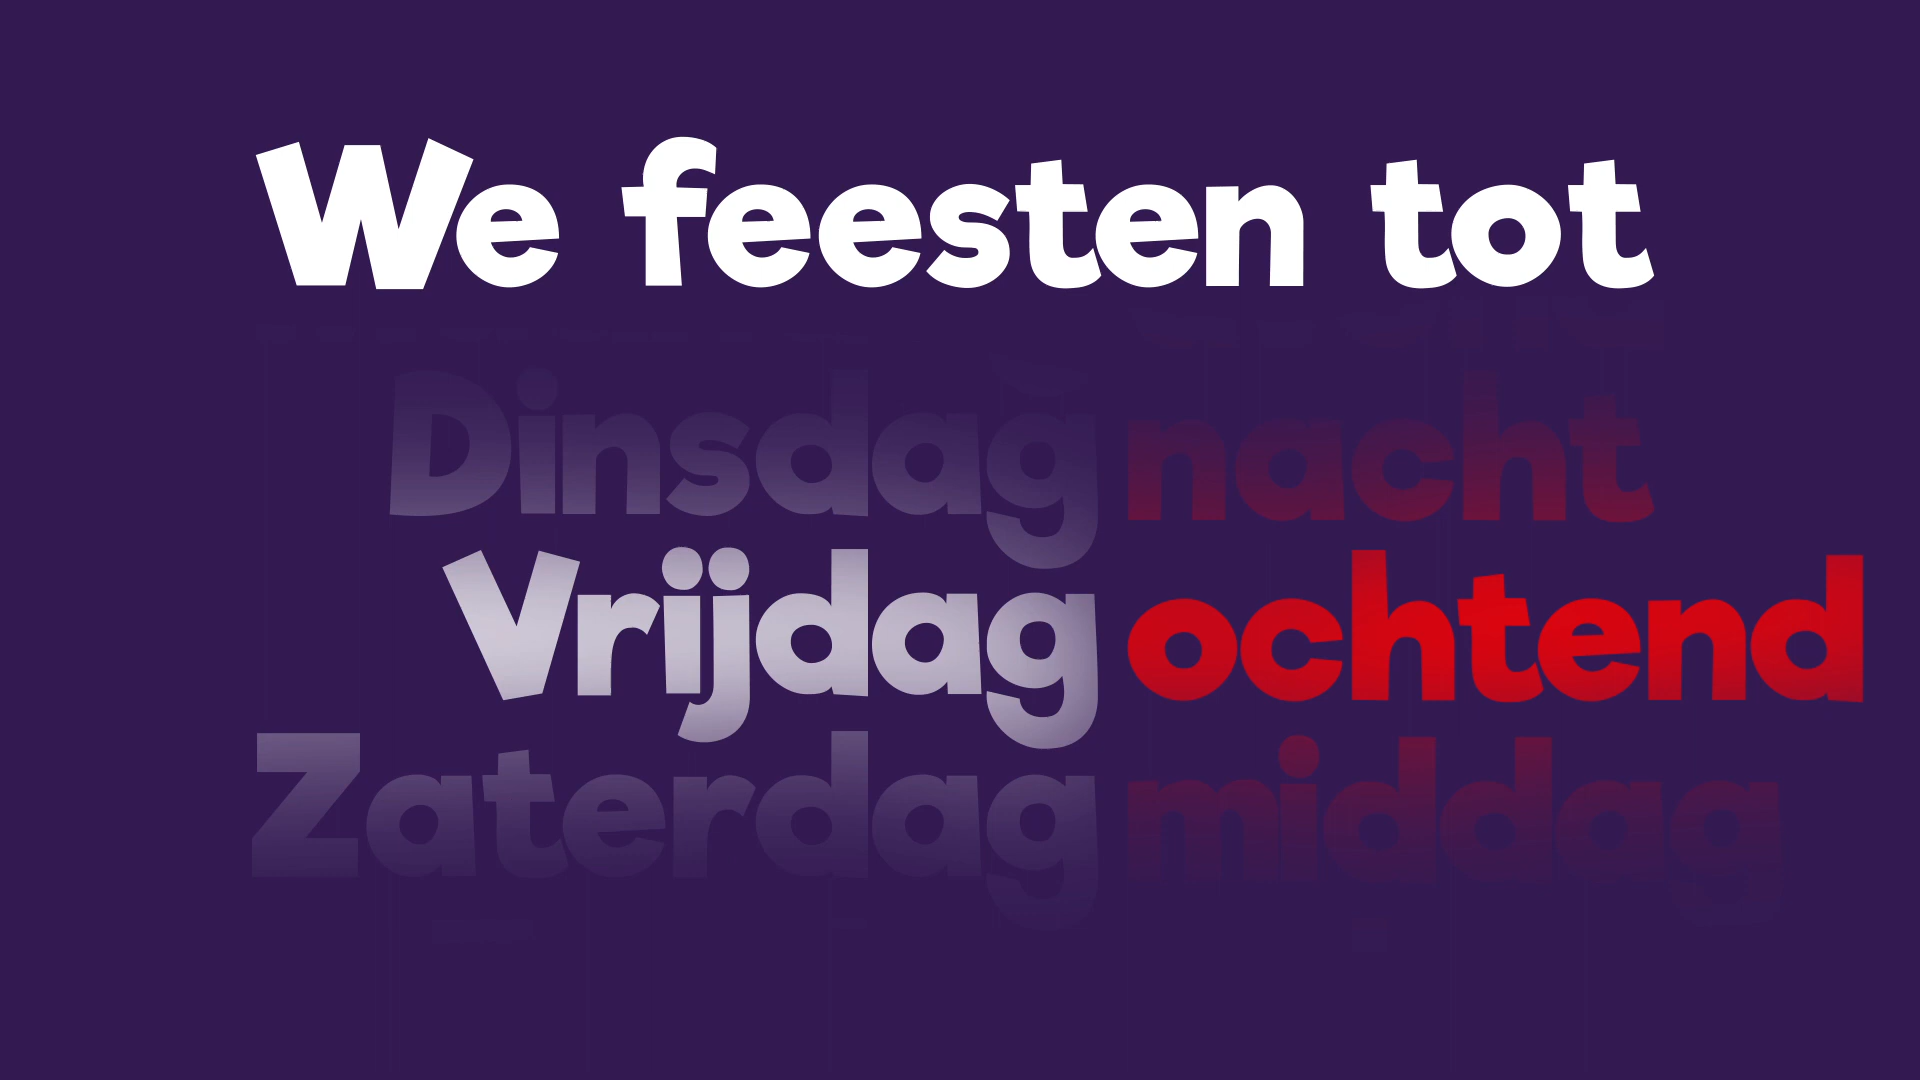 We feesten tot
Dinsdag nacht
Vrijdag ochtend
Zaterdag middag